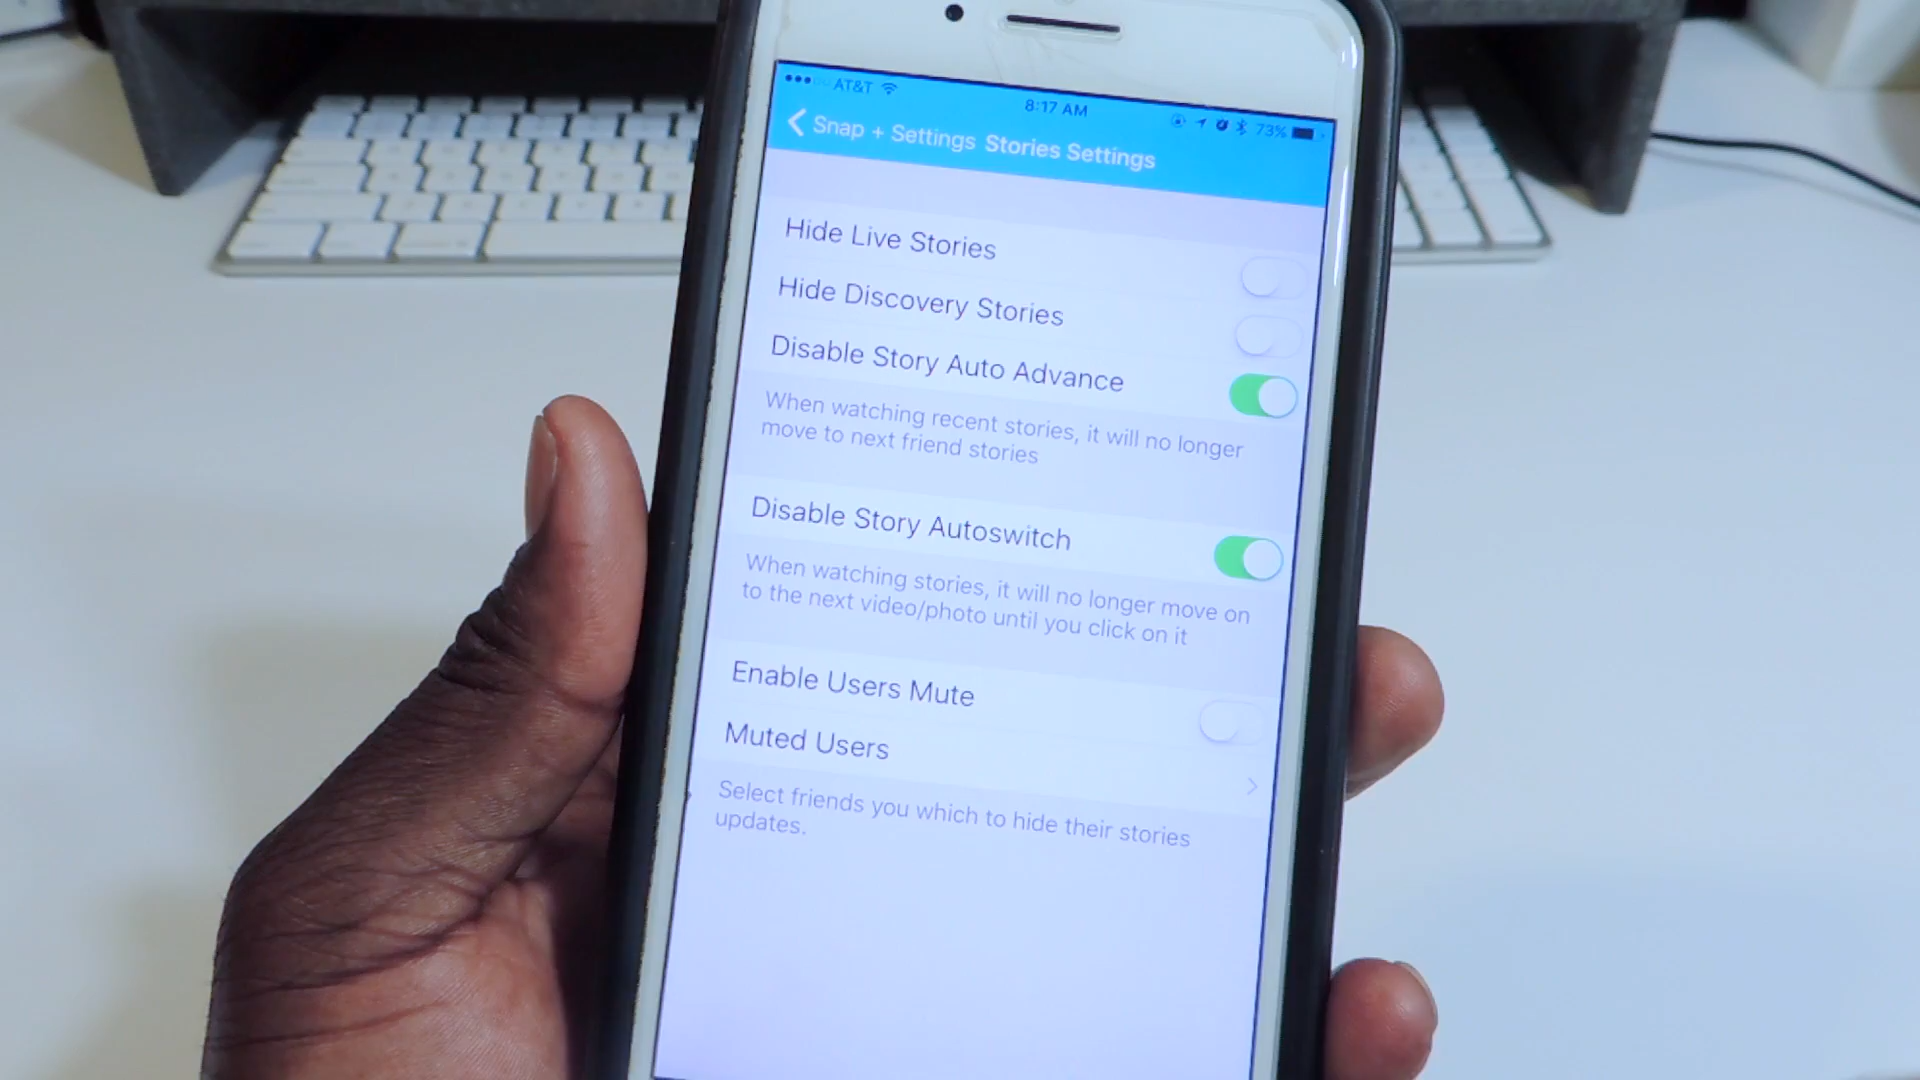 AT&T 8:17 AM 73%
Snap + Settings Stories Settings
Hide Live Stories
Hide Discovery Stories
Disable Story Auto Advance
When watching recent stories, it will no longer
move to next friend stories
Disable Story Autoswitch
When watching stories, it will no longer move on
to the next video/photo until you click on it
Enable Users Mute
Muted Users
Select friends you which to hide their stories
updates.